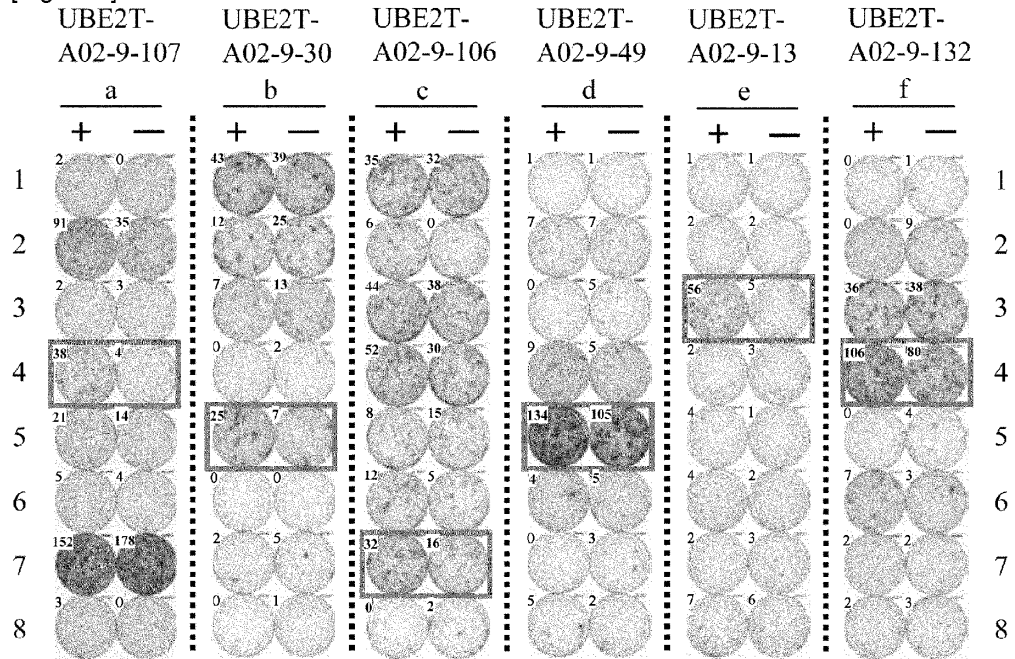 UBE2T- UBE2T- UBE2T- UBE2T- UBE2T- UBE2T-
A02-9-107 A02-9-30 A02-9-106 A02-9-49 A02-9-13 A02-9-132
a b c d e f
+ — + — + — + — + — + —
1 2 0 43 39 35 32 1 1 1 1 0 1 1
2 91 35 12 25 6 0 7 7 2 2 0 9 2
3 2 3 7 13 44 38 0 5 56 5 36 38 3
4 38 4 0 2 52 30 9 5 2 3 106 80 4
5 21 14 25 7 8 15 134 105 4 1 0 4 5
6 5 4 0 0 12 5 4 5 4 2 7 3 6
7 152 178 2 5 32 16 0 3 2 3 2 2 7
8 3 0 0 1 0 2 5 2 7 6 2 3 8